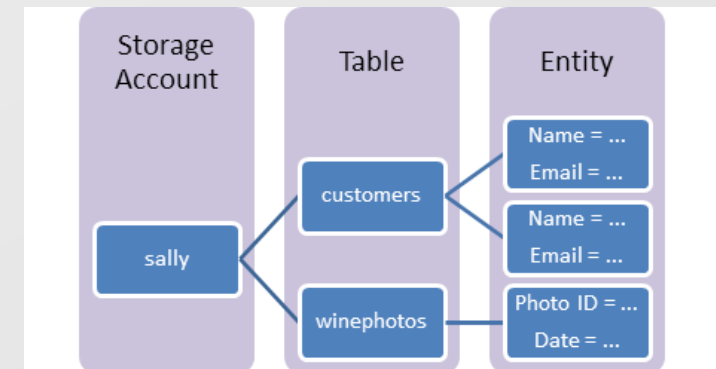 Storage
Account
Table
Entity
sally
customers
winephotos
Name = ...
Email = ...
Name = ...
Email = ...
Photo ID = ...
Date = ...